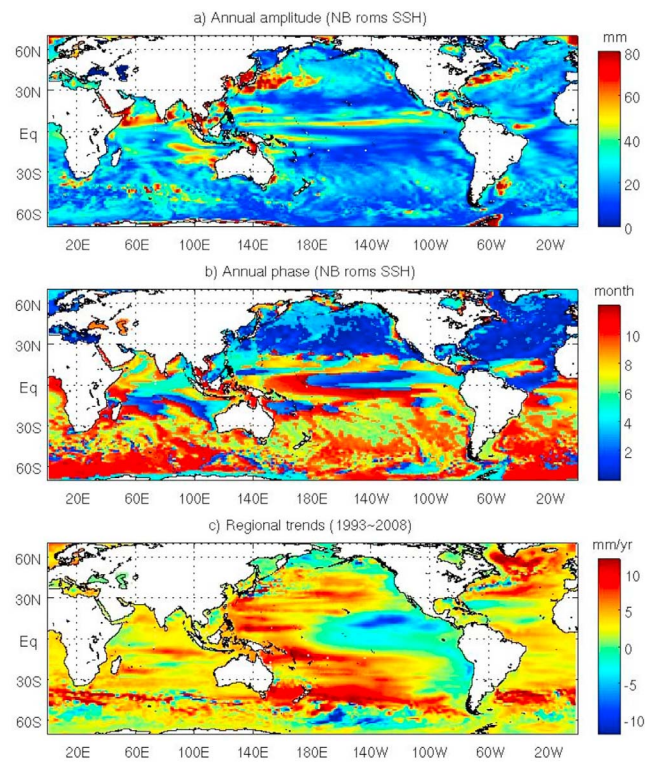 a) Annual amplitude (NB roms SSH)
mm
60N
30N
Eq
30S
60S
80
60
40
20
0
20E 60E 100E 140E 180E 140W 100W 60W 20W
b) Annual phase (NB roms SSH)
month
60N
30N
Eq
30S
60S
10
8
6
4
2
20E 60E 100E 140E 180E 140W 100W 60W 20W
c) Regional trends (1993~2008)
mm/yr
60N
30N
Eq
30S
60S
10
5
0
-5
-10
20E 60E 100E 140E 180E 140W 100W 60W 20W